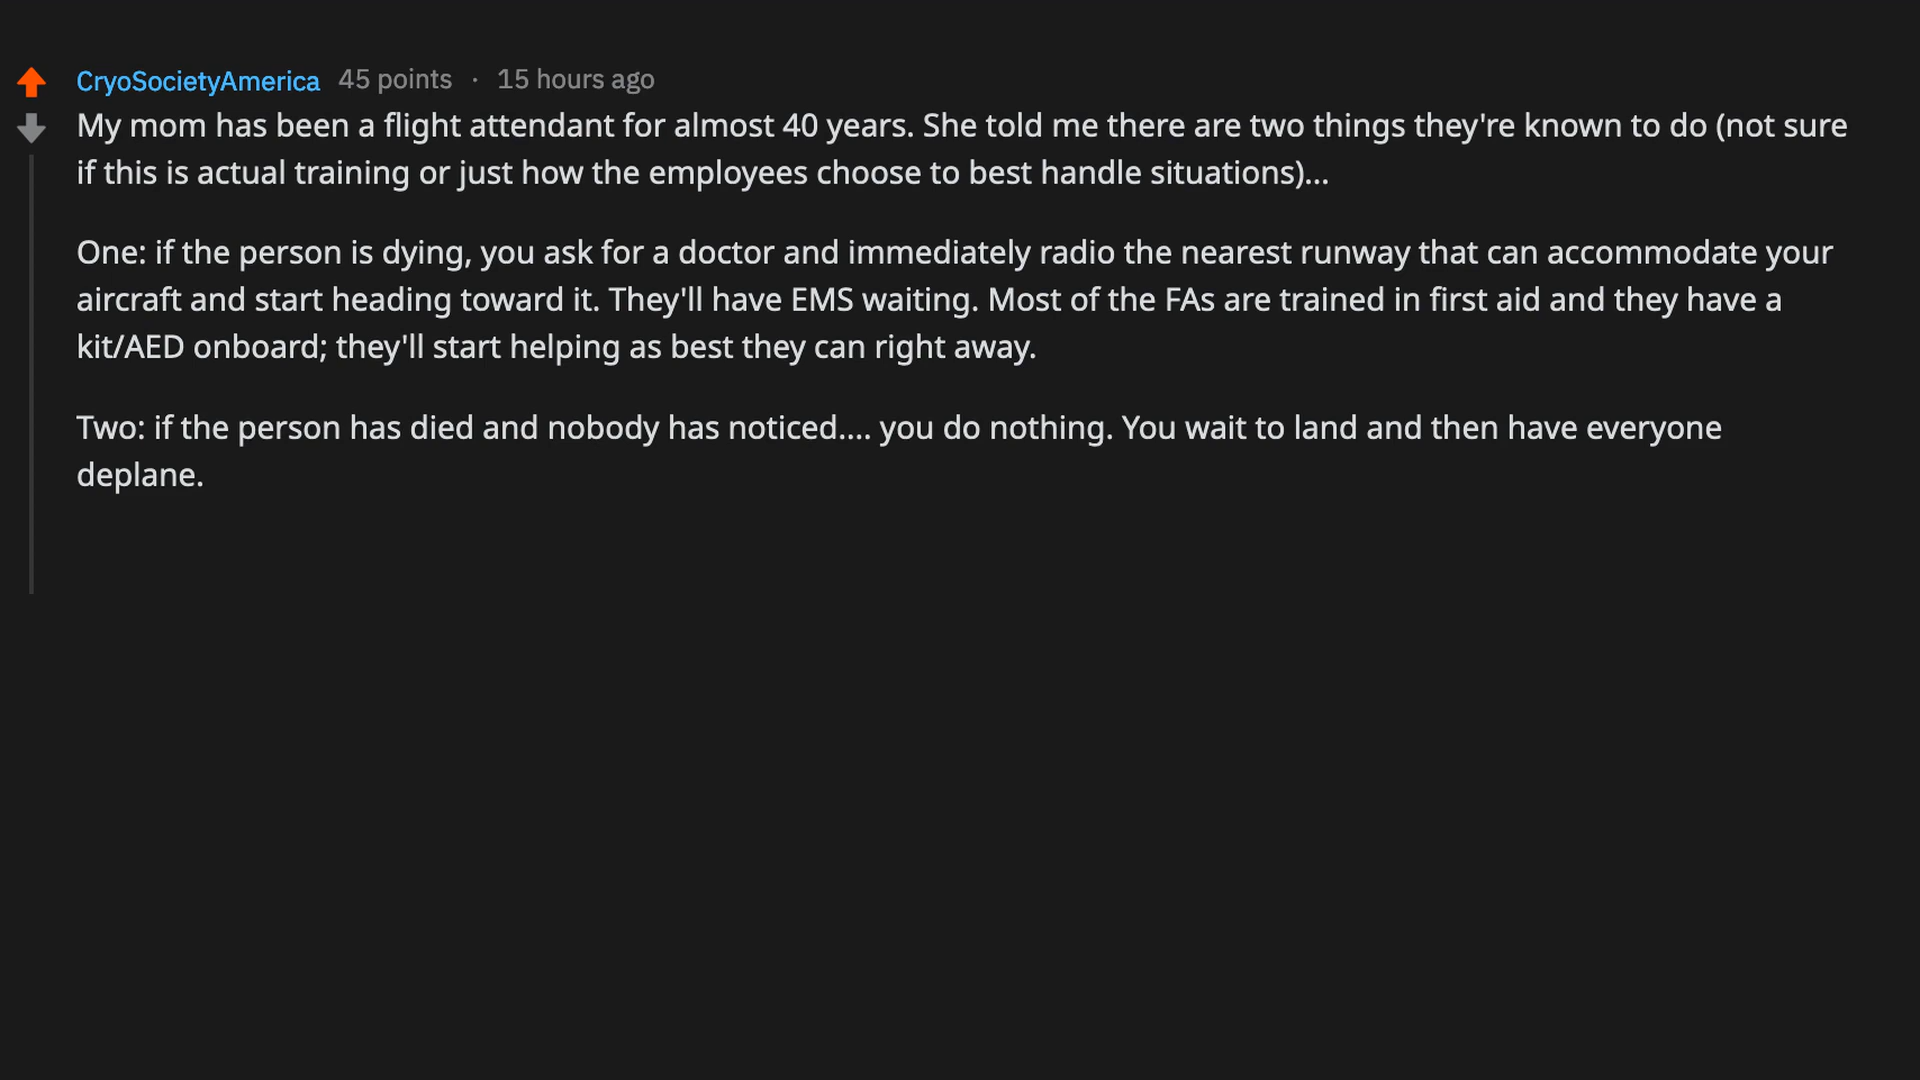 CryoSocietyAmerica 45 points · 15 hours ago
My mom has been a flight attendant for almost 40 years. She told me there are two things they're known to do (not sure
if this is actual training or just how the employees choose to best handle situations)...
One: if the person is dying, you ask for a doctor and immediately radio the nearest runway that can accommodate your
aircraft and start heading toward it. They'll have EMS waiting. Most of the FAs are trained in first aid and they have a
kit/AED onboard; they'll start helping as best they can right away.
Two: if the person has died and nobody has noticed.... you do nothing. You wait to land and then have everyone
deplane.